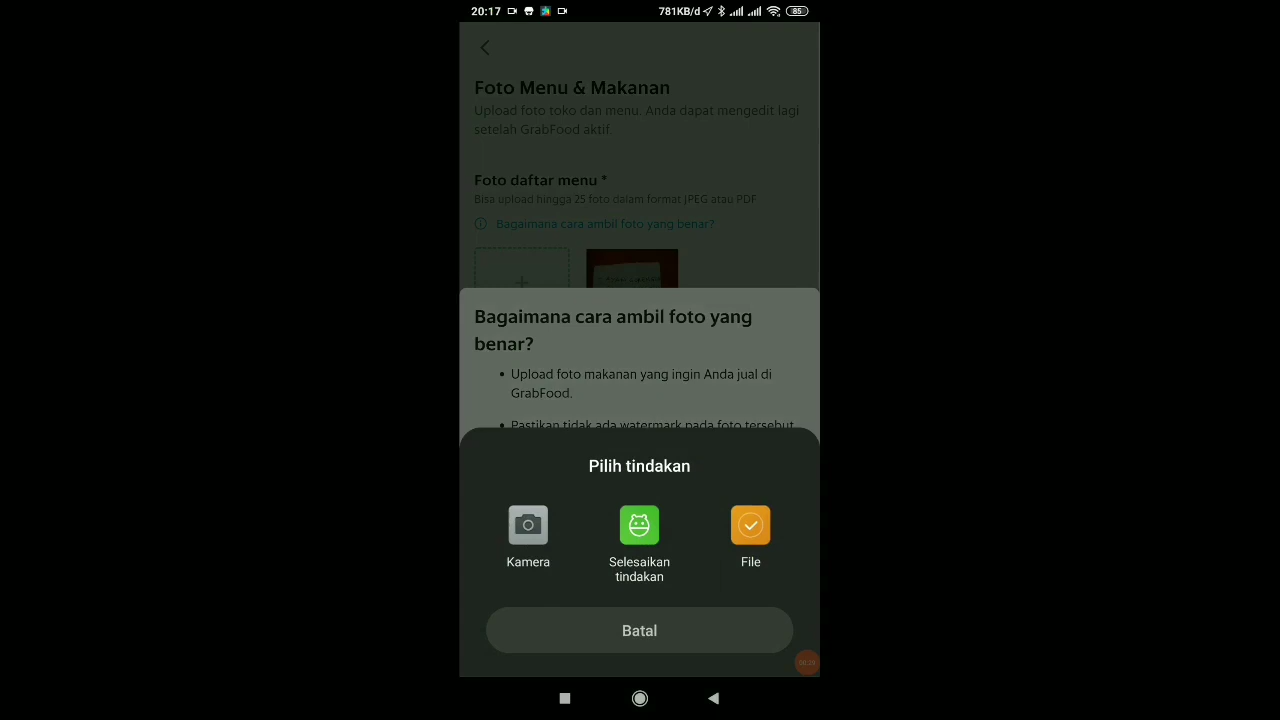 20:17
781KB/d
85
Foto Menu & Makanan
Upload foto toko dan menu. Anda dapat mengedit lagi
setelah GrabFood aktif.
Foto daftar menu *
Bisa upload hingga 25 foto dalam format JPEG atau PDF
Bagaimana cara ambil foto yang benar?
+
Bagaimana cara ambil foto yang
benar?
• Upload foto makanan yang ingin Anda jual di
GrabFood.
• Pastikan tidak ada watermark pada foto tersebut
Pilih tindakan
Kamera
Selesaikan
tindakan
File
Batal